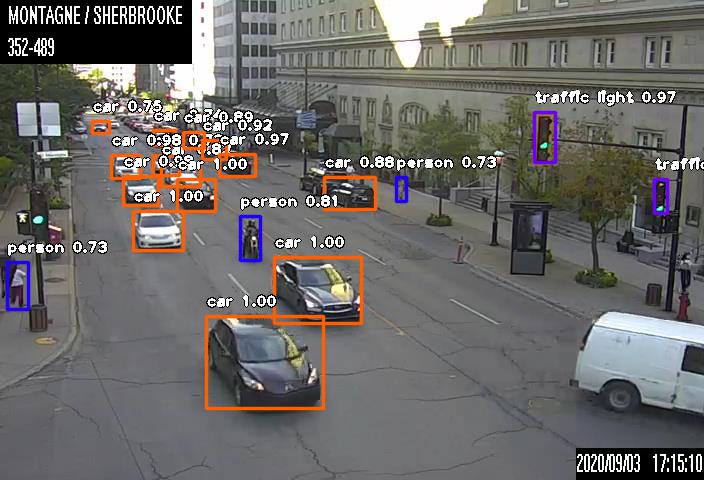 MONTAGNE / SHERBROOKE
352-489
car 0.75
car 0.89
car 0.92
car 0.98
car 0.97
car 1.00
car 0.88
person 0.73
traffic light 0.97
traffic
car 1.00
person 0.81
person 0.73
car 1.00
car 1.00
2020/09/03 17:15:10